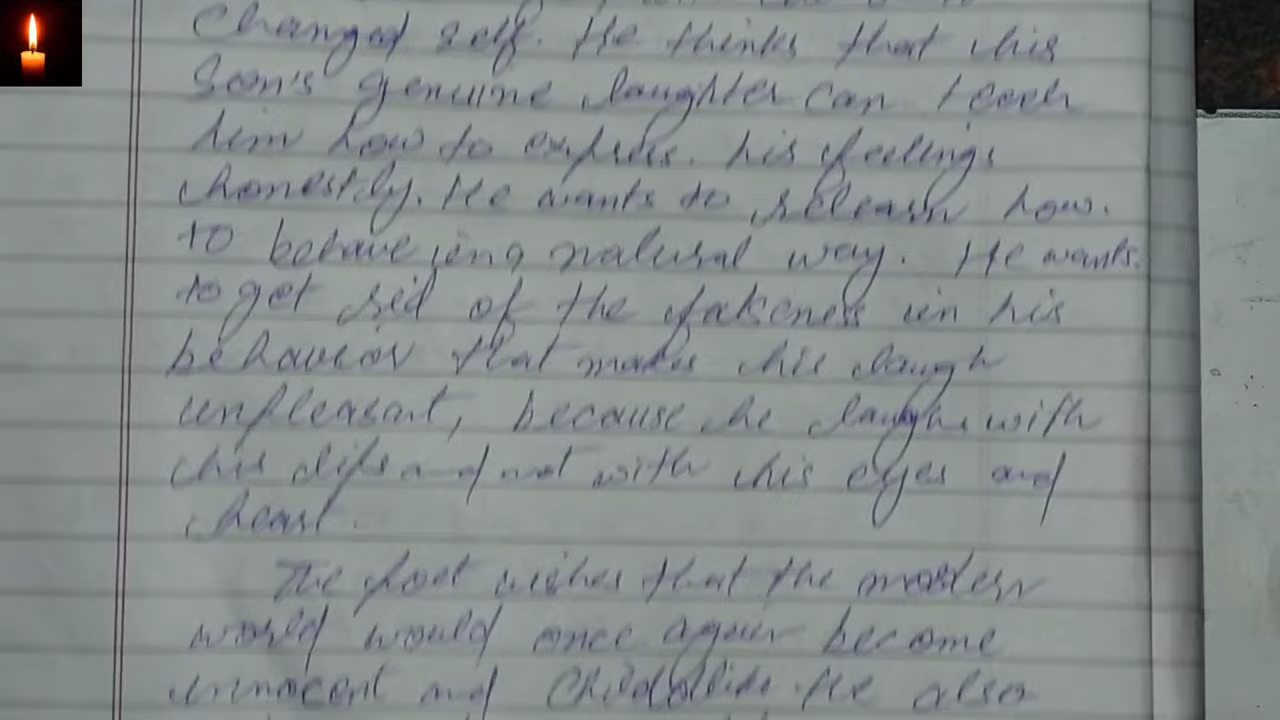 changed self. He thinks that his
Son's genuine laughter can teach
him how to express. his feelings
honestly. He wants to relearn how.
to behave in a natural way. He wants.
to get rid of the fakeness in his
behavior that makes his laugh
unpleasant, because he laughs with
his lips and not with his eyes and
heart.
The poet wishes that the modern
world would once again become
innocent and Childlike. He also